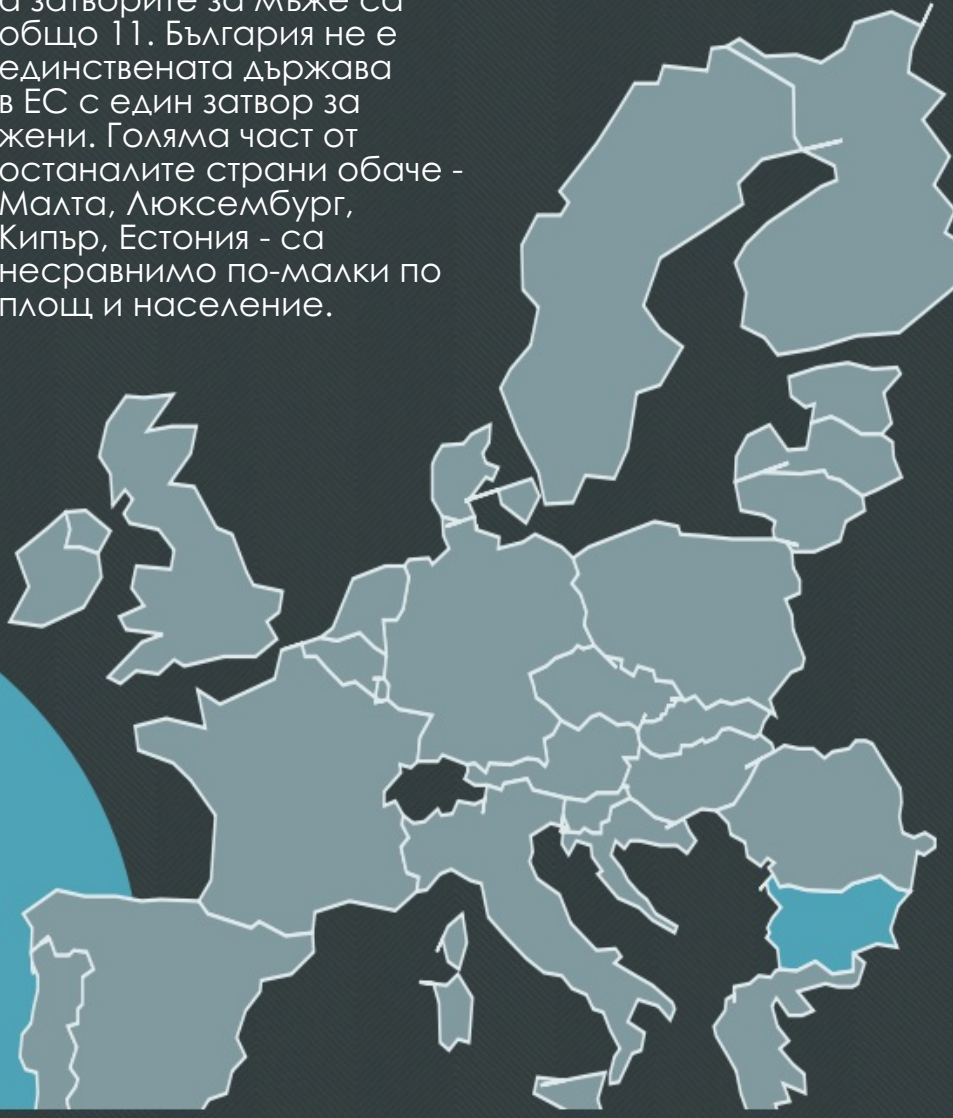 а затворите за мъже са
общо 11. България не е
единствената държава
в ЕС с един затвор за
жени. Голяма част от
останалите страни обаче -
Малта, Люксембург,
Кипър, Естония - са
несравнимо по-малки по
площ и население.